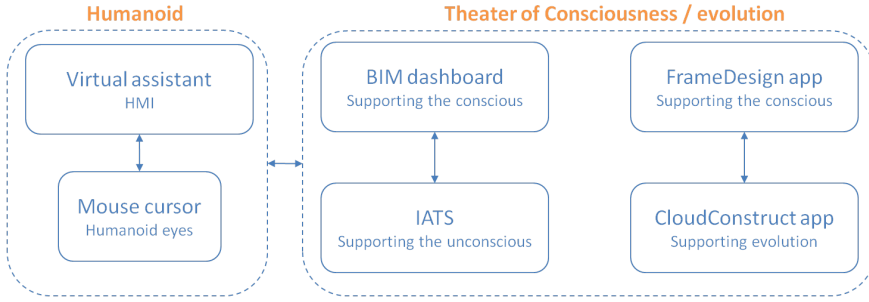 Humanoid
Virtual assistant
HMI
Mouse cursor
Humanoid eyes
Theater of Consciousness / evolution
BIM dashboard
Supporting the conscious
IATS
Supporting the unconscious
FrameDesign app
Supporting the conscious
CloudConstruct app
Supporting evolution